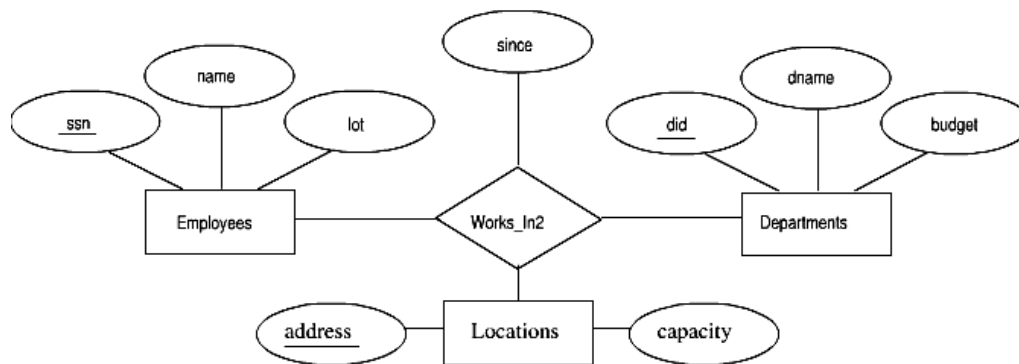 since
name
dname
ssn
lot
did
budget
Employees
Works_In2
Departments
address
Locations
capacity